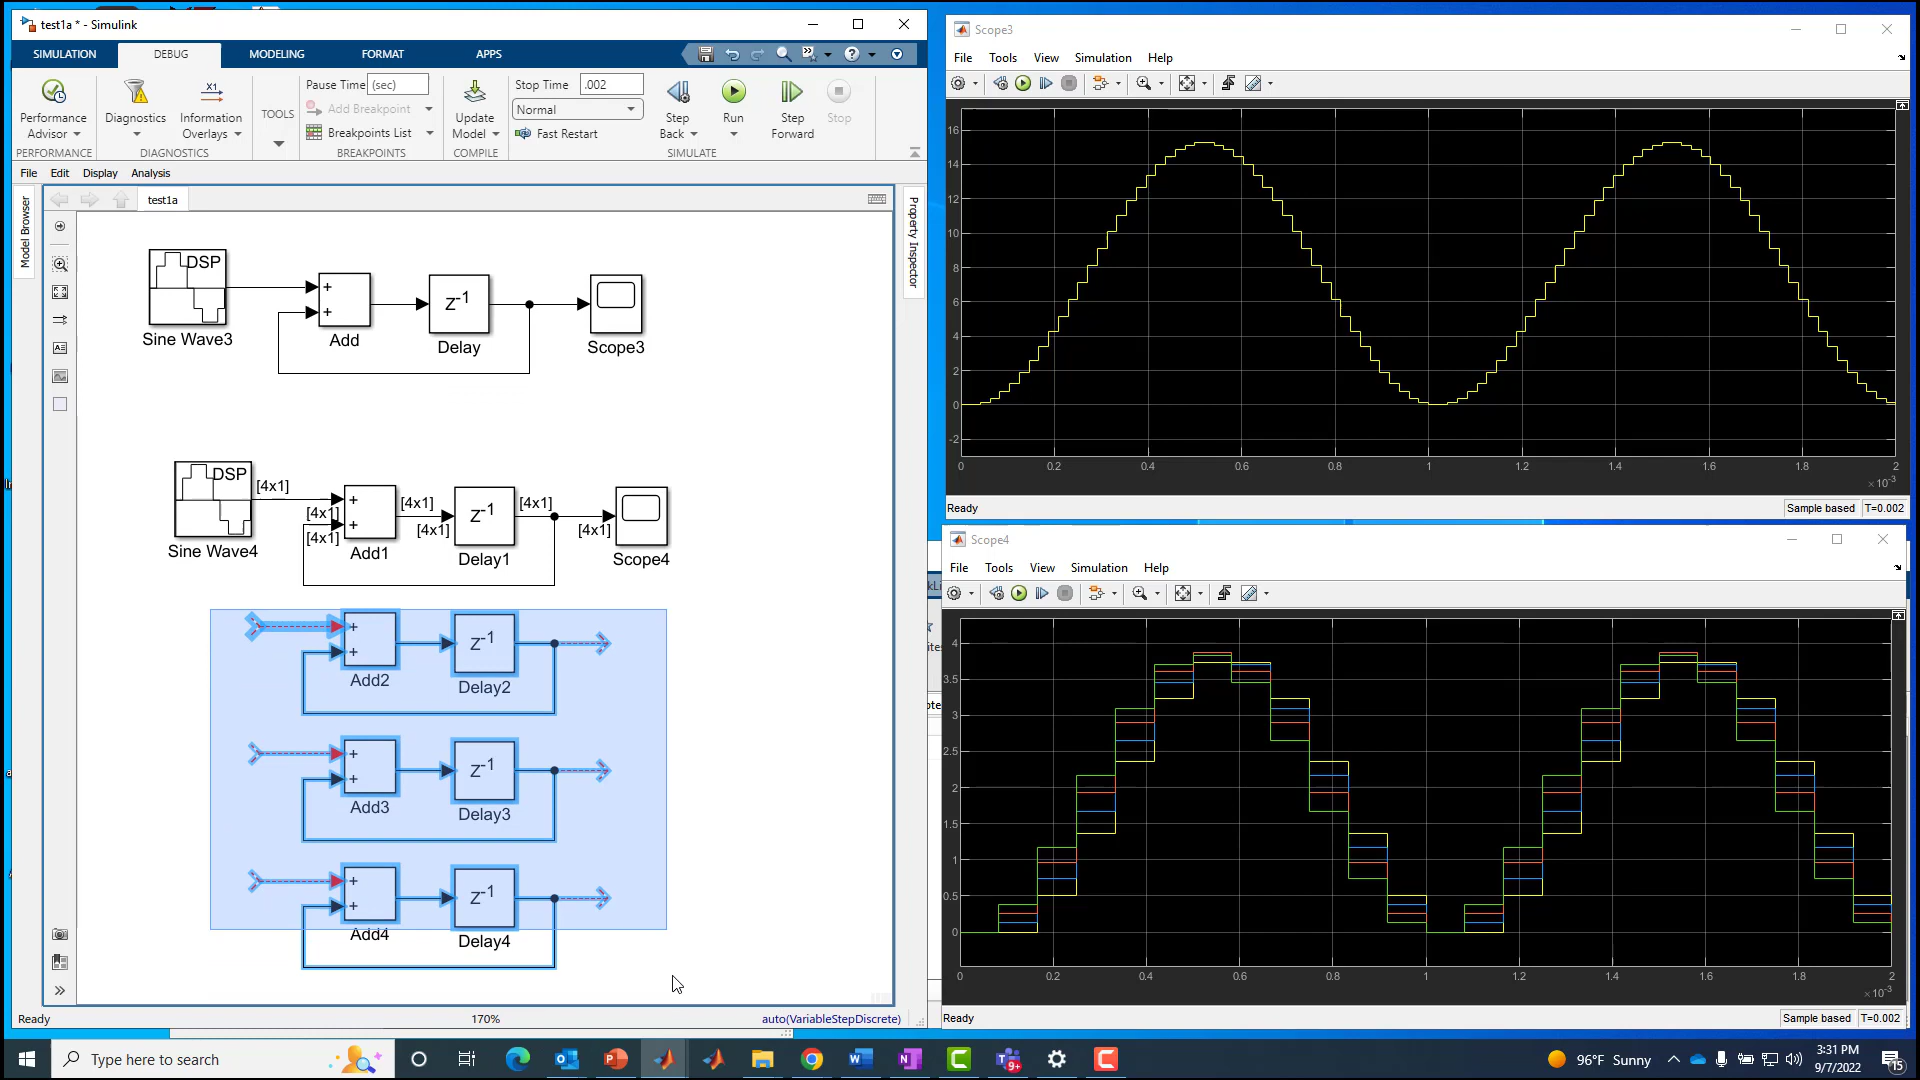 test1a * - Simulink
SIMULATION DEBUG MODELING FORMAT APPS
Performance Advisor
PERFORMANCE
Diagnostics
Information Overlays
DIAGNOSTICS
TOOLS
Pause Time (sec)
Add Breakpoint
Breakpoints List
BREAKPOINTS
Update Model
COMPILE
Stop Time .002
Normal
Fast Restart
Step Back
Run
Step Forward
Stop
SIMULATE
File Edit Display Analysis
Model Browser
test1a
Property Inspector
DSP
Sine Wave3
+
+
Add
Z-1
Delay
Scope3
DSP
Sine Wave4
[4x1]
[4x1]
[4x1]
+
+
Add1
[4x1]
[4x1]
Z-1
Delay1
[4x1]
[4x1]
Scope4
+
+
Add2
Z-1
Delay2
+
+
Add3
Z-1
Delay3
+
+
Add4
Z-1
Delay4
Ready 170% auto(VariableStepDiscrete)
Scope3
File Tools View Simulation Help
16
14
12
10
8
6
4
2
0
-2
0 0.2 0.4 0.6 0.8 1 1.2 1.4 1.6 1.8 2
×10-3
Ready Sample based T=0.002
Scope4
File Tools View Simulation Help
4
3.5
3
2.5
2
1.5
1
0.5
0
0 0.2 0.4 0.6 0.8 1 1.2 1.4 1.6 1.8 2
×10-3
Ready Sample based T=0.002
Type here to search
9+
96°F Sunny
3:31 PM
9/7/2022
15